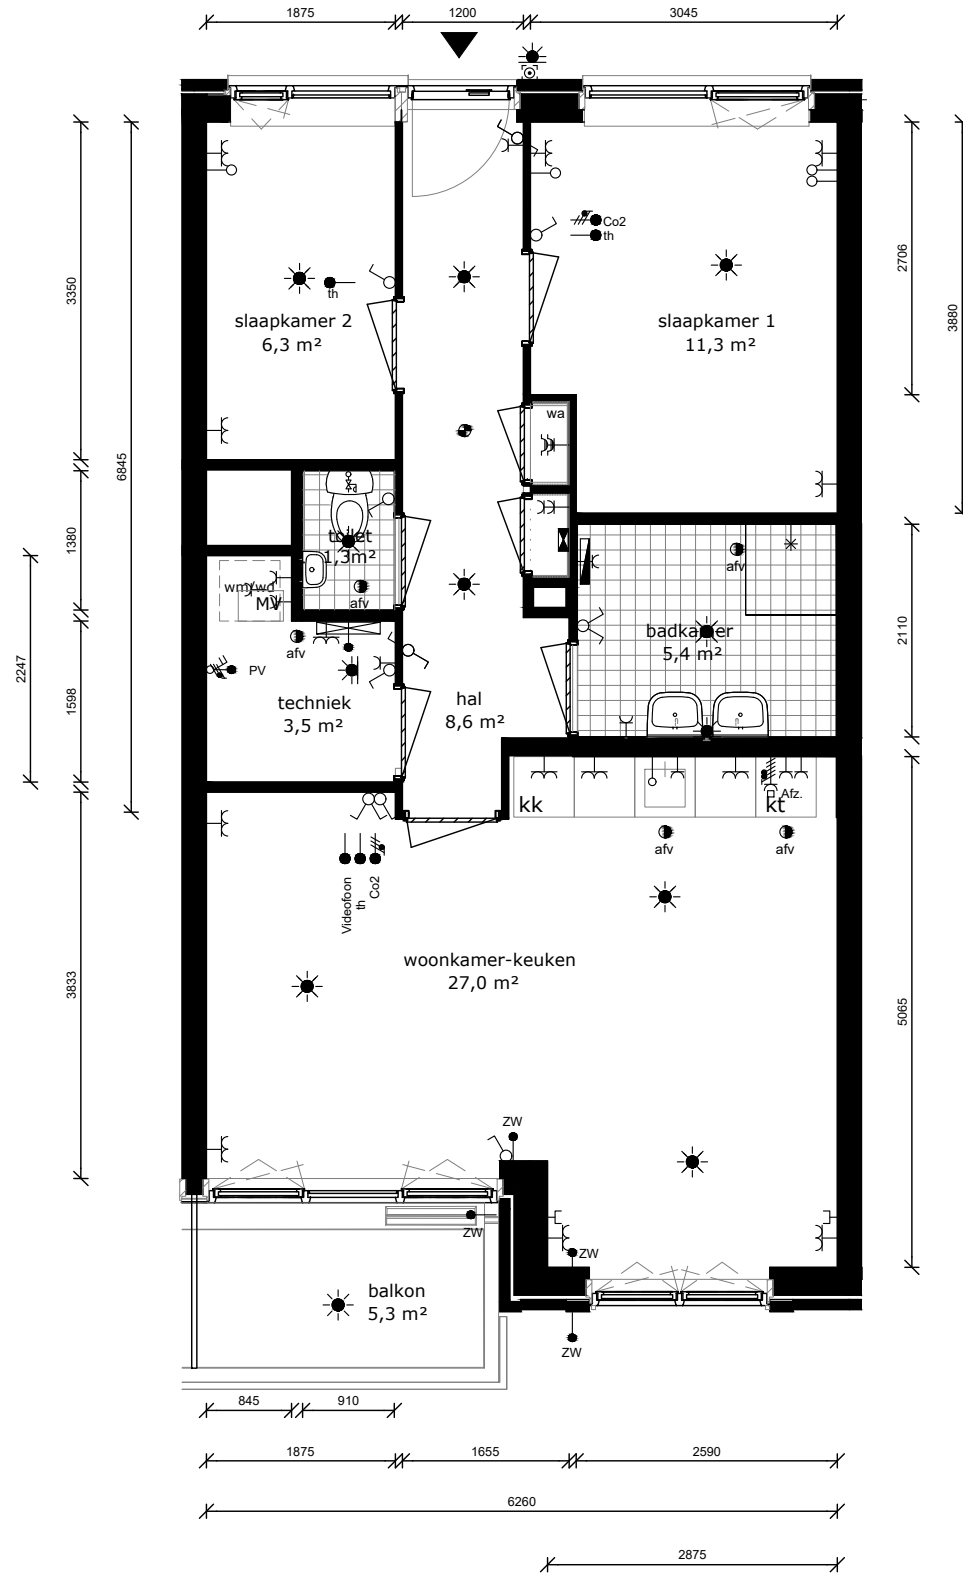 1875
1200
3045
Co2
th
th
3350
2706
3880
slaapkamer 2
6,3 m²
slaapkamer 1
11,3 m²
wa
6845
1380
toilet
1,3m²
afv
wm/wd
MV
afv
badkamer
5,4 m²
2110
2247
afv
PV
1598
techniek
3,5 m²
hal
8,6 m²
kk
kt
Afz.
afv
afv
Videofoon
th
Co2
3833
woonkamer-keuken
27,0 m²
5065
ZW
ZW
ZW
balkon
5,3 m²
ZW
845
910
1875
1655
2590
6260
2875